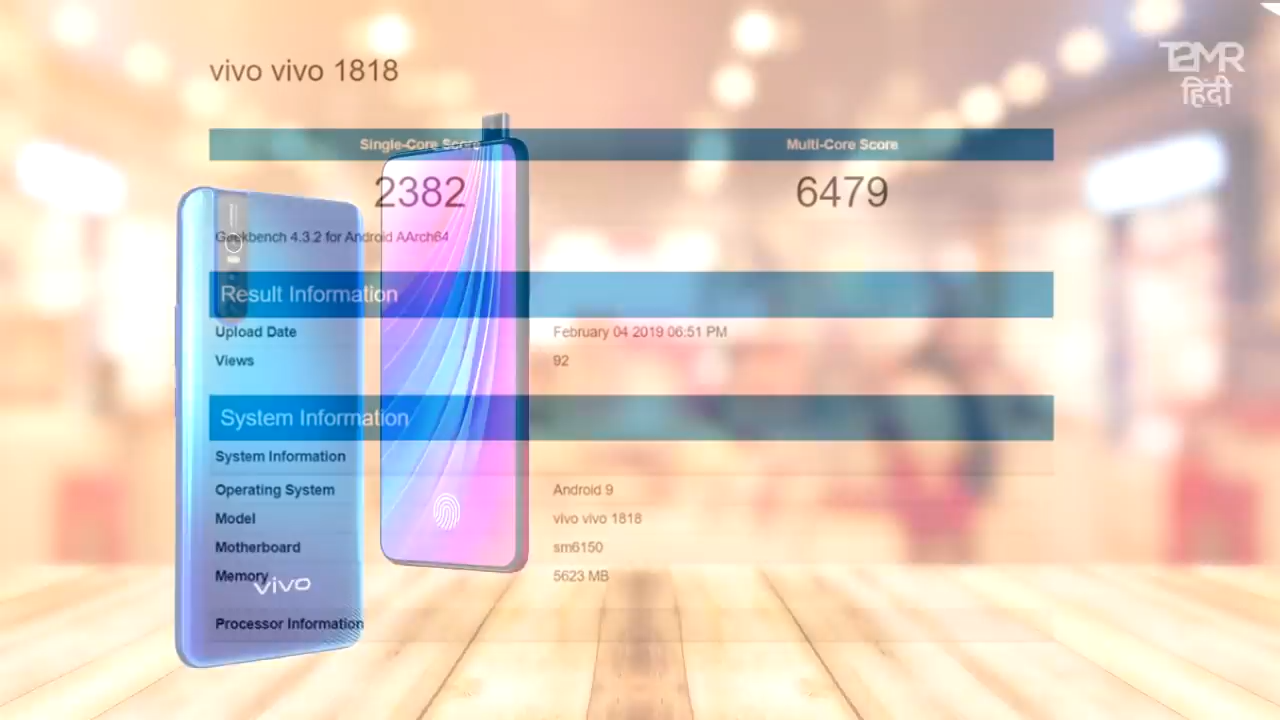 vivo vivo 1818
T2MR
हिंदी
Single-Core Score Multi-Core Score
2382 6479
Geekbench 4.3.2 for Android AArch64
Result Information
Upload Date February 04 2019 06:51 PM
Views 92
System Information
System Information
Operating System Android 9
Model vivo vivo 1818
Motherboard sm6150
Memory 5623 MB
vivo
Processor Information